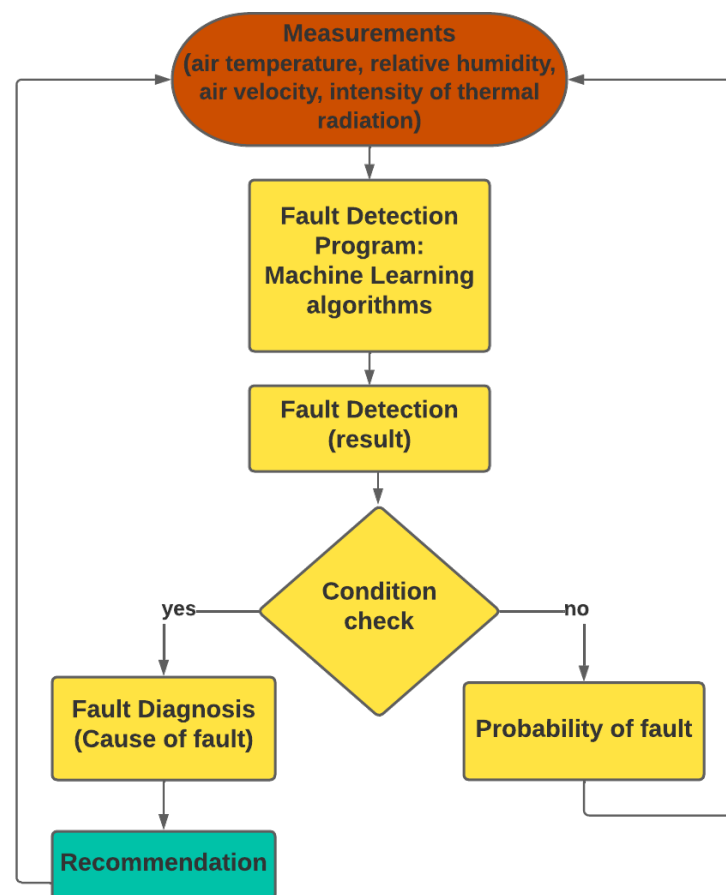 Measurements
(air temperature, relative humidity,
air velocity, intensity of thermal
radiation)
Fault Detection
Program:
Machine Learning
algorithms
Fault Detection
(result)
Condition
check
yes
no
Fault Diagnosis
(Cause of fault)
Probability of fault
Recommendation